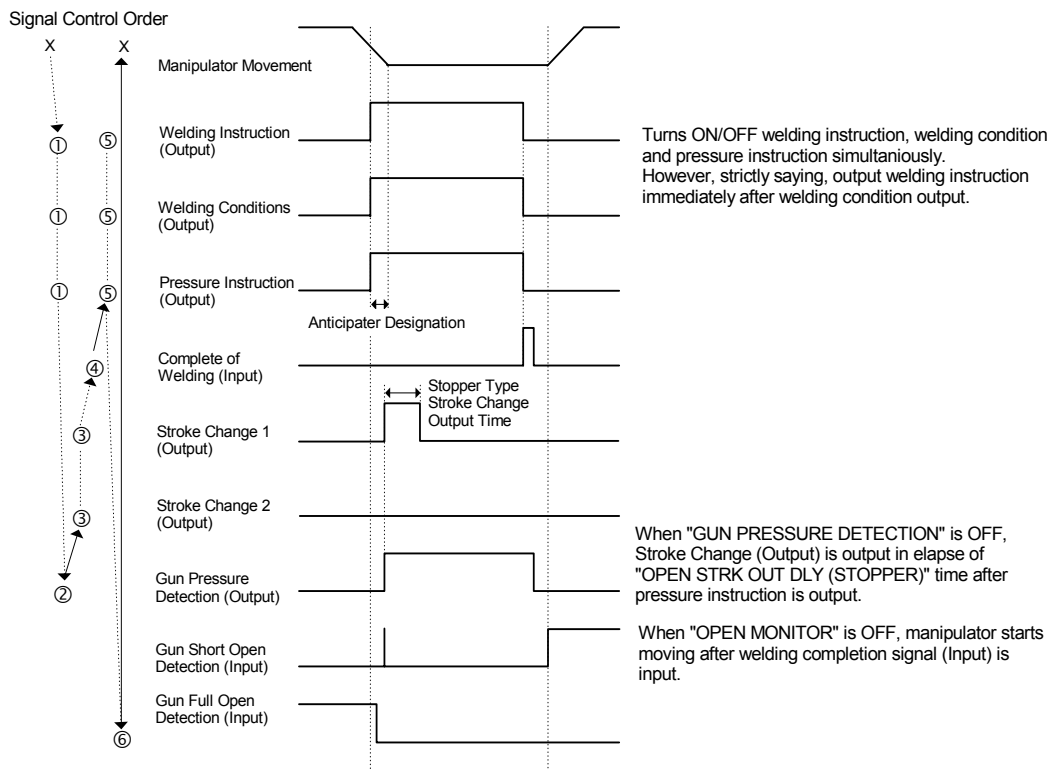 Signal Control Order
X X
Manipulator Movement
Welding Instruction
(Output)
① ⑤
Turns ON/OFF welding instruction, welding condition
and pressure instruction simultaniously.
However, strictly saying, output welding instruction
immediately after welding condition output.
Welding Conditions
(Output)
① ⑤
Pressure Instruction
(Output)
① ⑤
Anticipater Designation
Complete of
Welding (Input)
④
Stopper Type
Stroke Change
Output Time
Stroke Change 1
(Output)
③
Stroke Change 2
(Output)
③
When "GUN PRESSURE DETECTION" is OFF,
Stroke Change (Output) is output in elapse of
"OPEN STRK OUT DLY (STOPPER)" time after
pressure instruction is output.
Gun Pressure
Detection (Output)
②
When "OPEN MONITOR" is OFF, manipulator starts
moving after welding completion signal (Input) is
input.
Gun Short Open
Detection (Input)
Gun Full Open
Detection (Input)
⑥